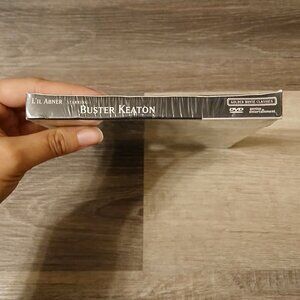 L'IL ABNER STARRING BUSTER KEATON
GOLDEN MOVIE CLASSICS
DVD